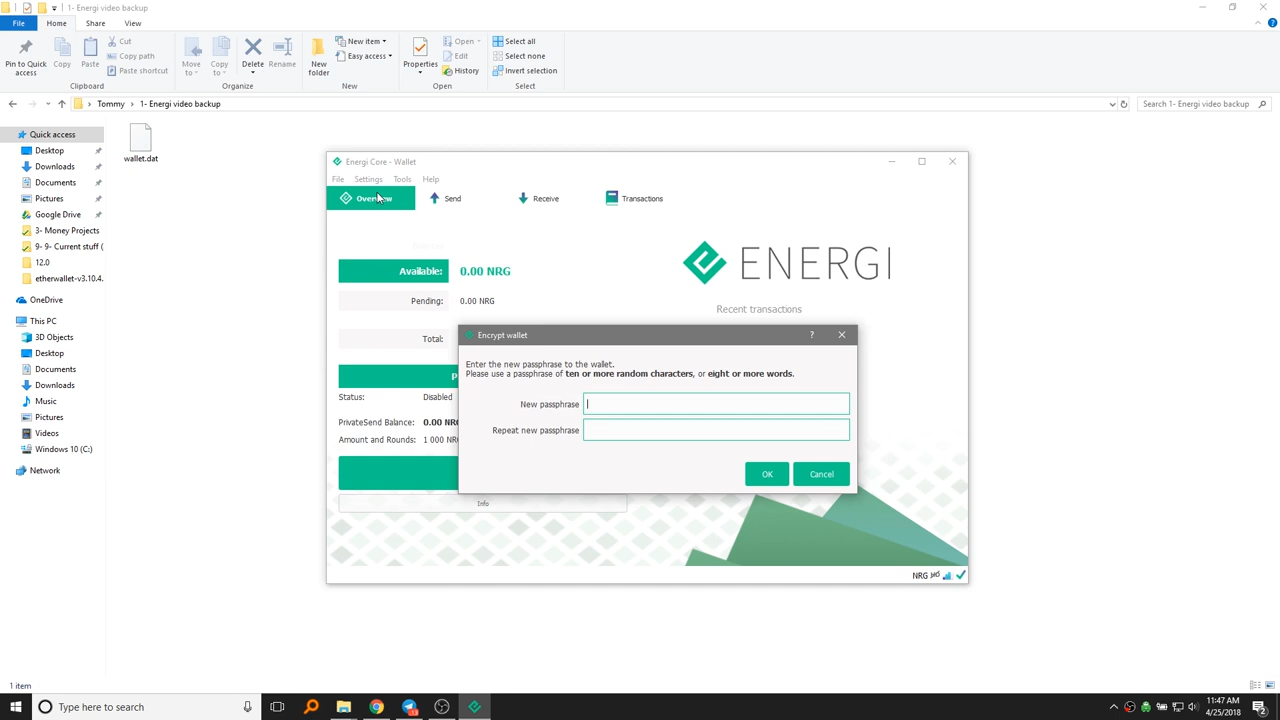 1- Energi video backup
File
Home
Share
View
Pin to Quick access
Copy
Paste
Cut
Copy path
Paste shortcut
Clipboard
Move to
Copy to
Delete
Rename
Organize
New folder
New item
Easy access
New
Properties
Open
Edit
History
Open
Select all
Select none
Invert selection
Select
Tommy > 1- Energi video backup
Search 1- Energi video backup
Quick access
Desktop
Downloads
Documents
Pictures
Google Drive
3- Money Projects
9- 9- Current stuff (
12.0
etherwallet-v3.10.4.
OneDrive
This PC
3D Objects
Desktop
Documents
Downloads
Music
Pictures
Videos
Windows 10 (C:)
Network
wallet.dat
Energi Core - Wallet
File Settings Tools Help
Overview
Send
Receive
Transactions
Available: 0.00 NRG
Pending: 0.00 NRG
Total:
ENERGI
Recent transactions
P
Status: Disabled
PrivateSend Balance: 0.00 NRG
Amount and Rounds: 1 000 NRG
Info
Encrypt wallet
?
Enter the new passphrase to the wallet.
Please use a passphrase of ten or more random characters, or eight or more words.
New passphrase
Repeat new passphrase
OK
Cancel
NRG
1 item
Type here to search
11:47 AM
4/25/2018
2